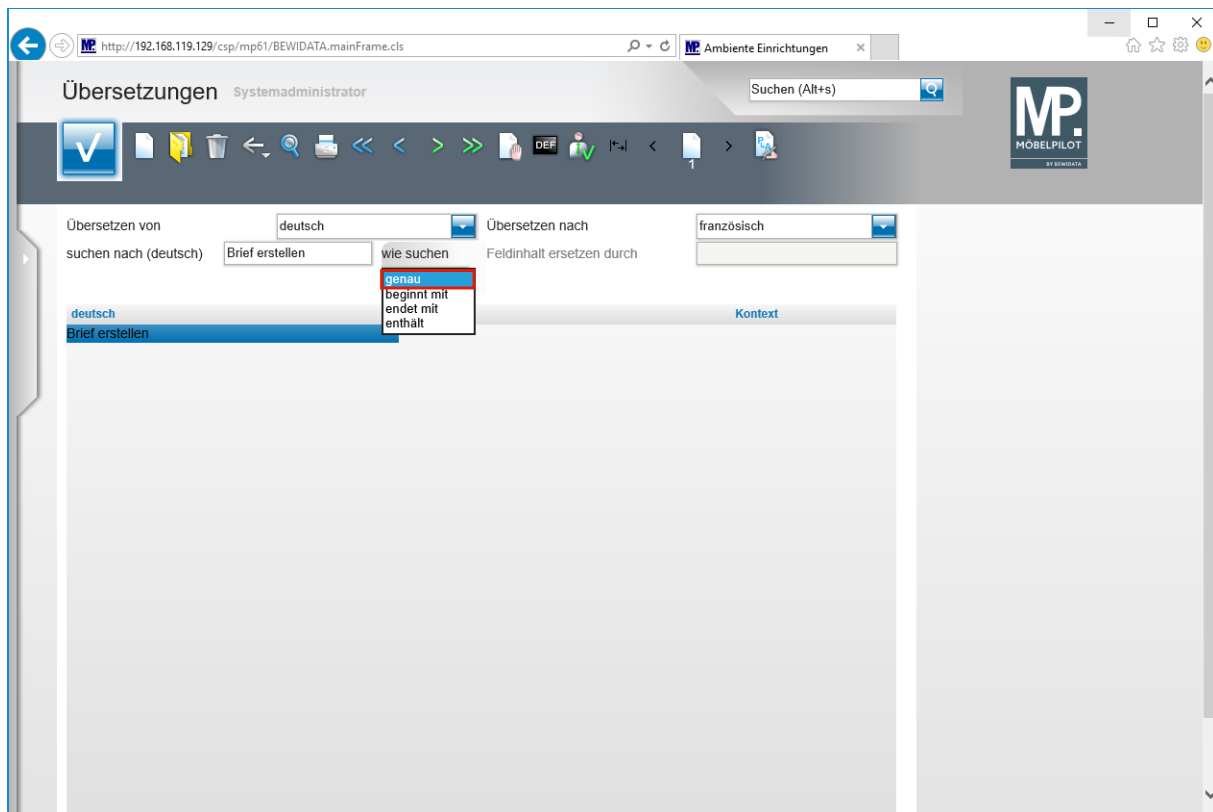 http://192.168.119.129/csp/mp61/BEWIDATA.mainFrame.cls
MP. Ambiente Einrichtungen
Übersetzungen Systemadministrator
Suchen (Alt+s)
MP.
MÖBELPILOT
BY BEWIDATA
DEF
1
Übersetzen von deutsch Übersetzen nach französisch
suchen nach (deutsch) Brief erstellen wie suchen Feldinhalt ersetzen durch
genau
beginnt mit
endet mit
enthält
deutsch Kontext
Brief erstellen